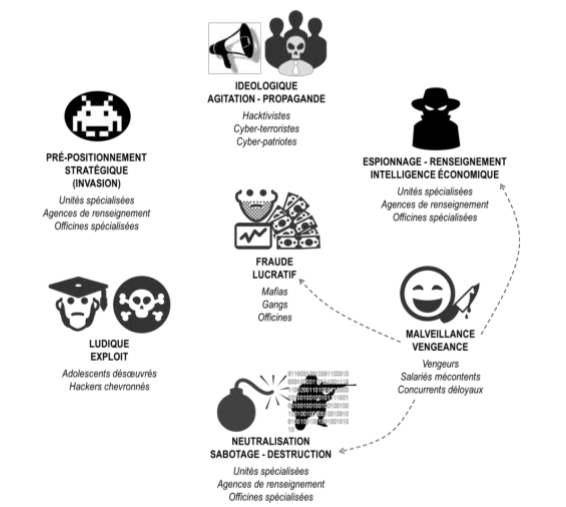 IDEOLOGIQUE
AGITATION - PROPAGANDE
Hacktivistes
Cyber-terroristes
Cyber-patriotes
PRÉ-POSITIONNEMENT
STRATÉGIQUE
(INVASION)
Unités spécialisées
Agences de renseignement
Officines spécialisées
ESPIONNAGE - RENSEIGNEMENT
INTELLIGENCE ÉCONOMIQUE
Unités spécialisées
Agences de renseignement
Officines spécialisées
FRAUDE
LUCRATIF
Mafias
Gangs
Officines
LUDIQUE
EXPLOIT
Adolescents désœuvrés
Hackers chevronnés
MALVEILLANCE
VENGEANCE
Vengeurs
Salariés mécontents
Concurrents déloyaux
NEUTRALISATION
SABOTAGE - DESTRUCTION
Unités spécialisées
Agences de renseignement
Officines spécialisées